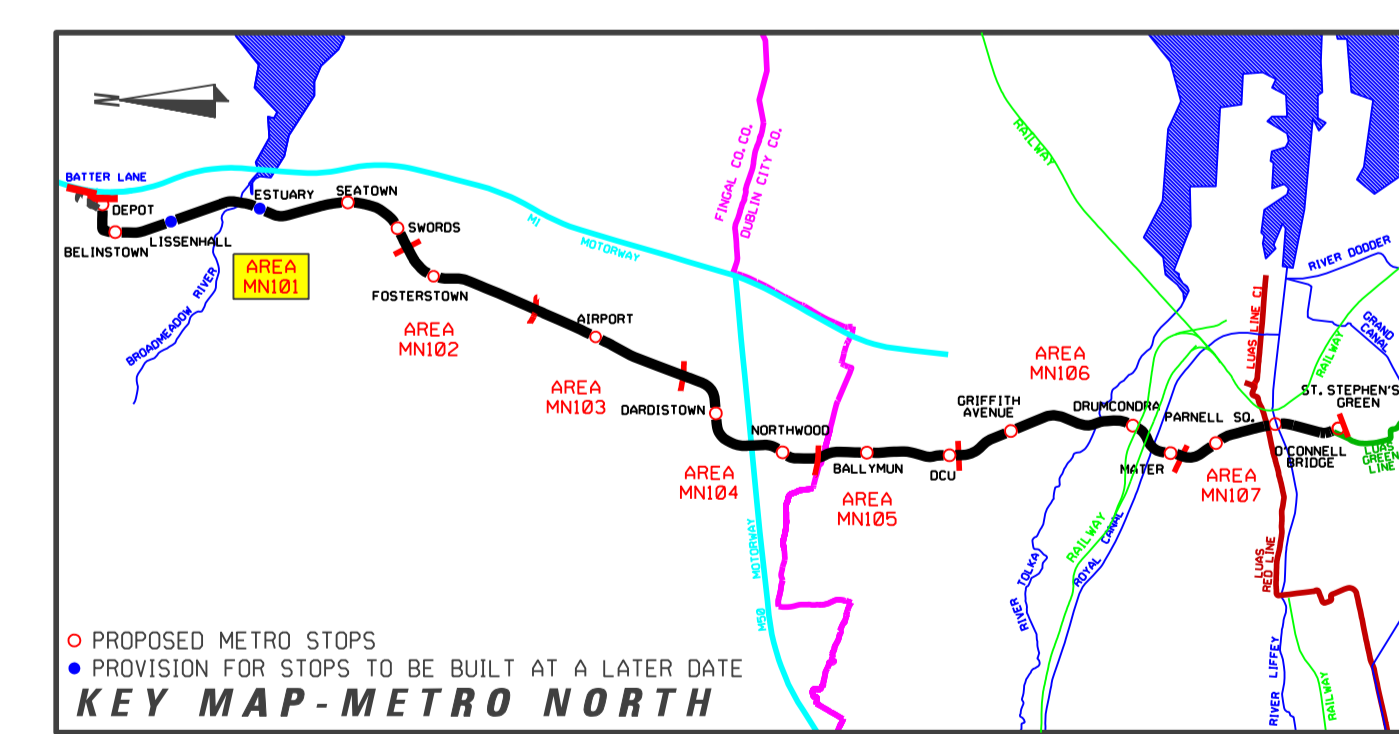 BATTER LANE
DEPOT
BELINSTOWN
LISSENHALL
ESTUARY
SEATOWN
SWORDS
AREA
MN101
BROADMEADOW RIVER
FOSTERSTOWN
AREA
MN102
M1
MOTORWAY
AIRPORT
AREA
MN103
DARDISTOWN
FINGAL CO. CO.
DUBLIN CITY CO.
NORTHWOOD
AREA
MN104
MOTORWAY
M50
BALLYMUN
AREA
MN105
DCU
GRIFFITH
AVENUE
AREA
MN106
RAILWAY
DRUMCONDRA
MATER
PARNELL SQ.
AREA
MN107
RIVER TOLKA
RAILWAY
ROYAL CANAL
LUAS LINE C1
RIVER DODDER
GRAND
CANAL
RAILWAY
ST. STEPHEN'S
GREEN
O'CONNELL
BRIDGE
LUAS
GREEN
LINE
LUAS
RED LINE
RIVER LIFFEY
RAILWAY
PROPOSED METRO STOPS
PROVISION FOR STOPS TO BE BUILT AT A LATER DATE
KEY MAP-METRO NORTH